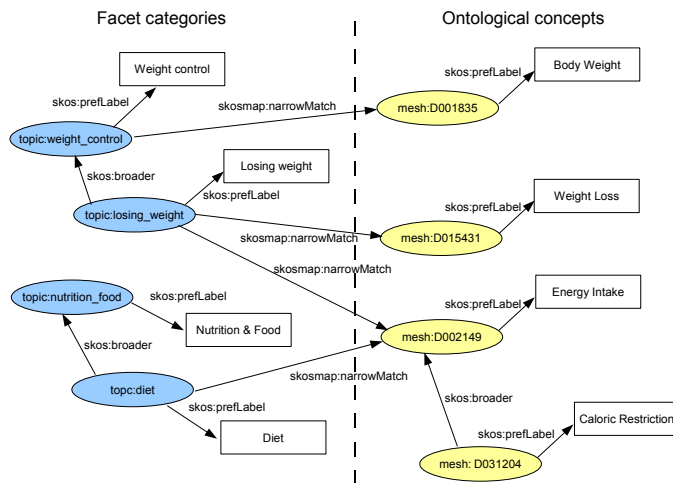 Facet categories
Ontological concepts
Weight control
Body Weight
skos:prefLabel
skos:prefLabel
skosmap:narrowMatch
mesh:D001835
topic:weight_control
Losing weight
skos:broader
skos:prefLabel
Weight Loss
skos:prefLabel
topic:losing_weight
skosmap:narrowMatch
mesh:D015431
skosmap:narrowMatch
Energy Intake
topic:nutrition_food
skos:prefLabel
skos:prefLabel
Nutrition & Food
mesh:D002149
skos:broader
skosmap:narrowMatch
topc:diet
skos:broader
skos:prefLabel
Caloric Restriction
skos:prefLabel
Diet
mesh: D031204